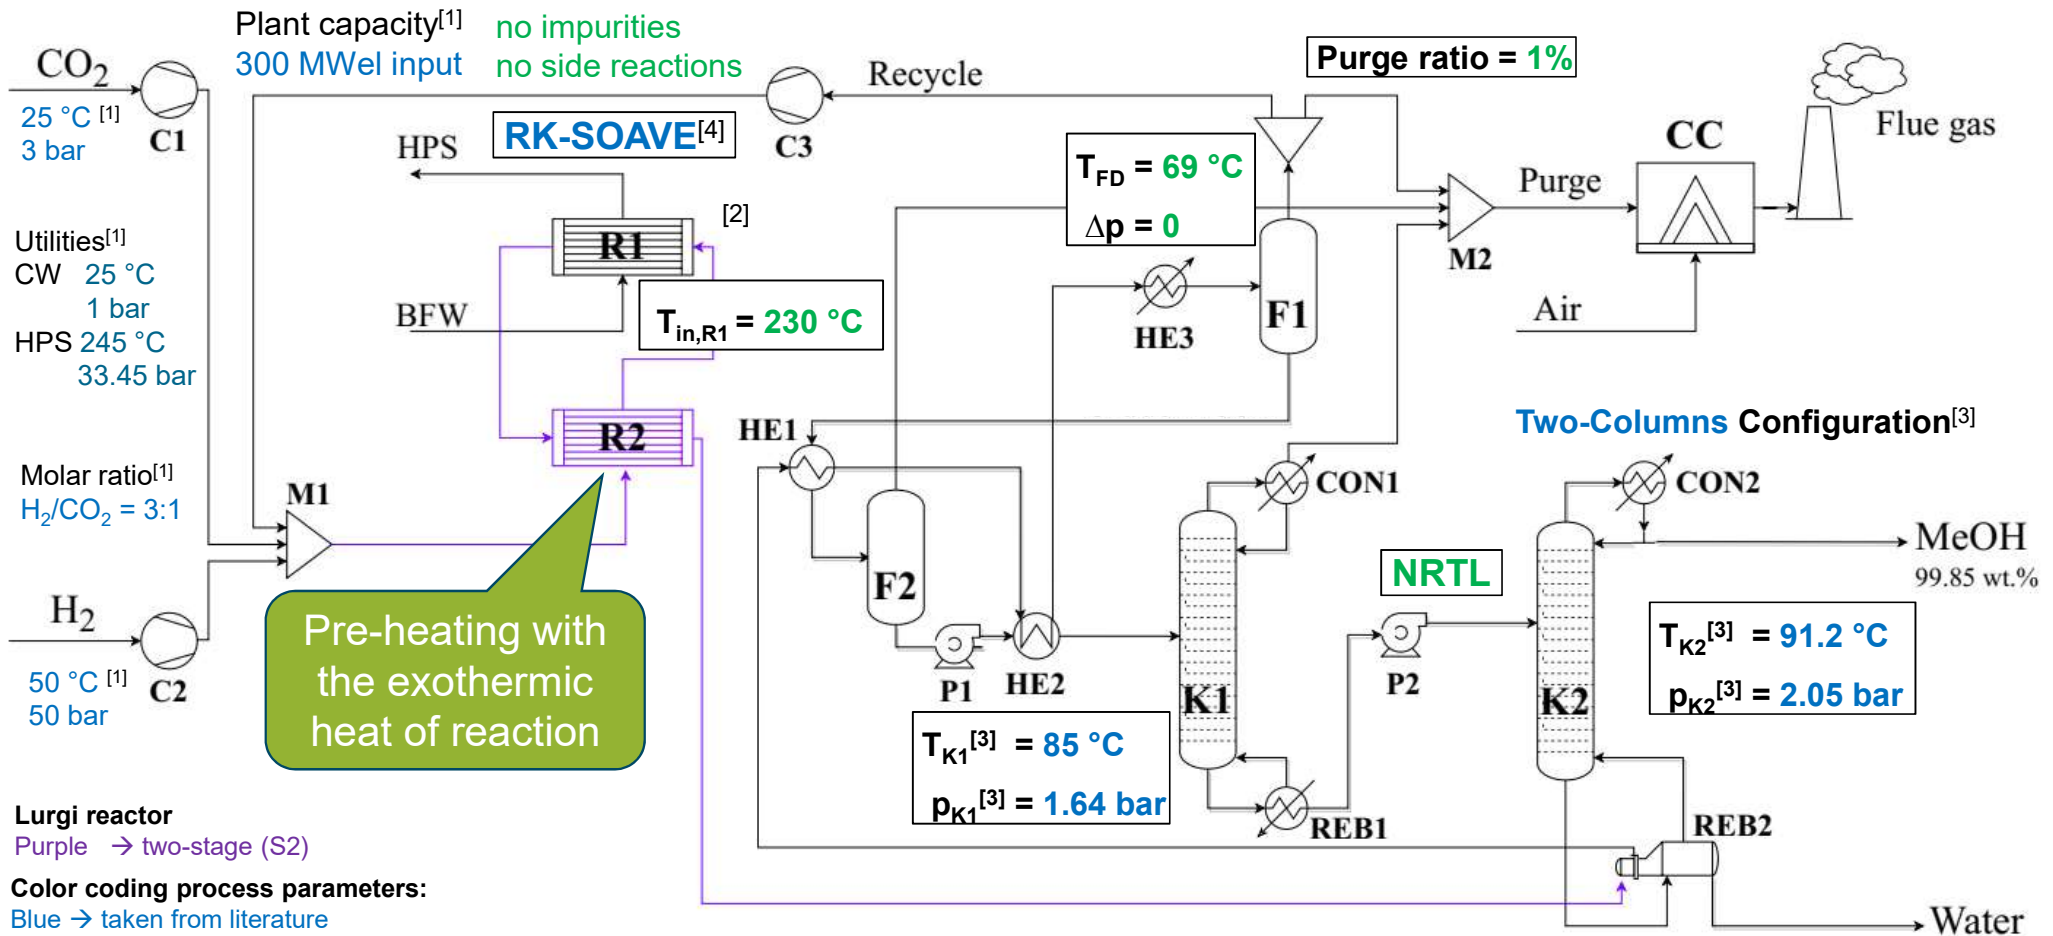 Plant capacity[1]
300 MWel input
no impurities
no side reactions
Purge ratio = 1%
CO2
25 °C [1]
3 bar
C1
Recycle
C3
RK-SOAVE[4]
HPS
TFD = 69 °C
Δp = 0
CC
Flue gas
Purge
M2
Air
[2]
R1
BFW
Tin,R1 = 230 °C
HE3
F1
Utilities[1]
CW 25 °C
1 bar
HPS 245 °C
33.45 bar
R2
HE1
Two-Columns Configuration[3]
Molar ratio[1]
H2/CO2 = 3:1
M1
CON1
CON2
MeOH
99.85 wt.%
F2
NRTL
H2
50 °C [1]
50 bar
C2
Pre-heating with
the exothermic
heat of reaction
P1
HE2
K1
P2
K2
TK2[3] = 91.2 °C
pK2[3] = 2.05 bar
TK1[3] = 85 °C
pK1[3] = 1.64 bar
REB1
REB2
Water
Lurgi reactor
Purple → two-stage (S2)
Color coding process parameters:
Blue → taken from literature